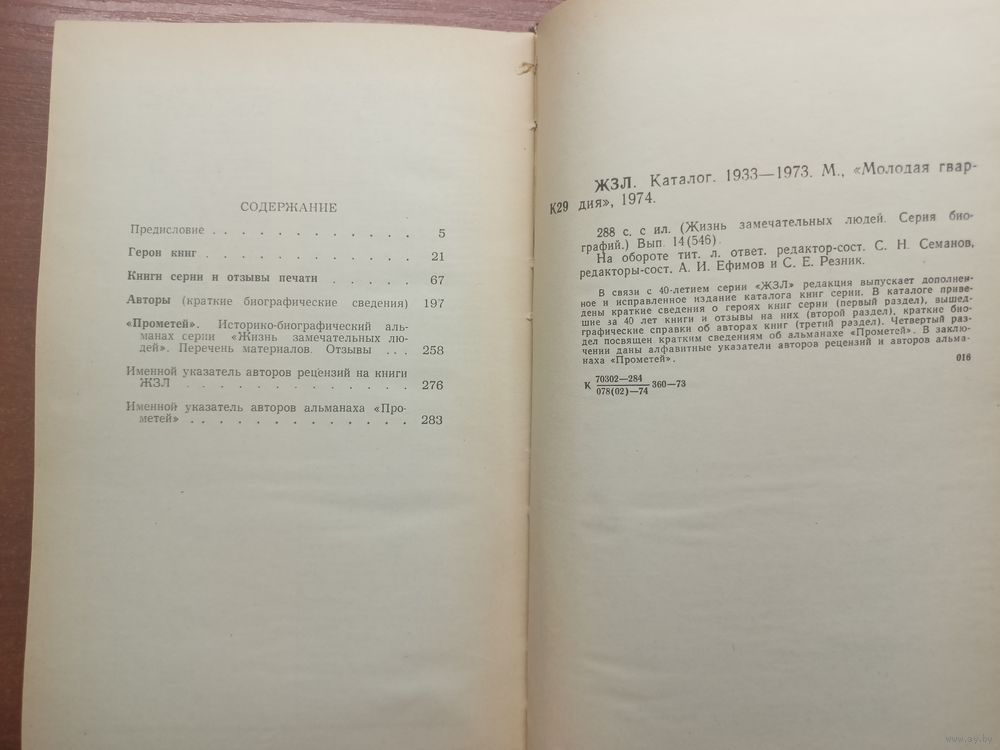 СОДЕРЖАНИЕ
Предисловие . . . . . . . . . . . . 5
Герои книг . . . . . . . . . . . . 21
Книги серии и отзывы печати . . . . . 67
Авторы (краткие биографические сведения) 197
«Прометей». Историко-биографический аль-
манах серии «Жизнь замечательных лю-
дей». Перечень материалов. Отзывы . . . 258
Именной указатель авторов рецензий на книги
ЖЗЛ . . . . . . . . . . . . . 276
Именной указатель авторов альманаха «Про-
метей» . . . . . . . . . . . . . 283
ЖЗЛ. Каталог. 1933—1973. М., «Молодая гвар-
К29 дия», 1974.
288 с. с ил. (Жизнь замечательных людей. Серия био-
графий.) Вып. 14(546).
На обороте тит. л. ответ. редактор-сост. С. Н. Семанов,
редакторы-сост. А. И. Ефимов и С. Е. Резник.
В связи с 40-летием серии «ЖЗЛ» редакция выпускает дополнен-
ное и исправленное издание каталога книг серии. В каталоге приве-
дены краткие сведения о героях книг серии (первый раздел), вышед-
шие за 40 лет книги и отзывы на них (второй раздел), краткие био-
графические справки об авторах книг (третий раздел). Четвертый раз-
дел посвящен кратким сведениям об альманахе «Прометей». В заклю-
чении даны алфавитные указатели авторов рецензий и авторов альма-
наха «Прометей».
016
70302—284
К 360—73
078(02)—74
www.ay.by